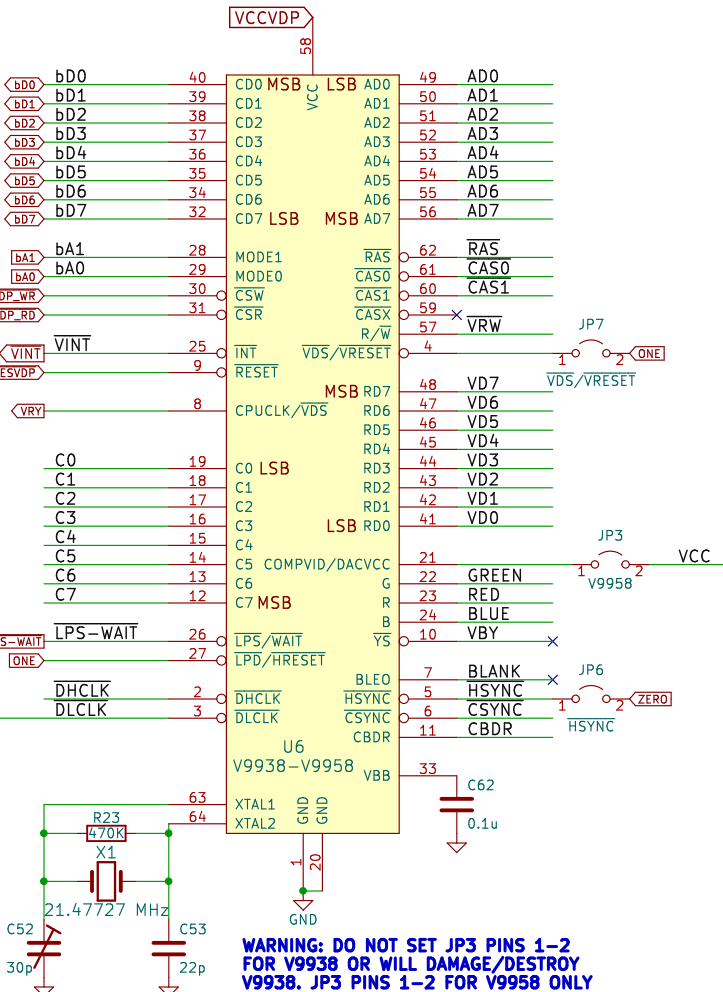 VCCVDP
58
bD0 bD0 40 CD0 MSB VCC LSB AD0 49 AD0
bD1 bD1 39 CD1 AD1 50 AD1
bD2 bD2 38 CD2 AD2 51 AD2
bD3 bD3 37 CD3 AD3 52 AD3
bD4 bD4 36 CD4 AD4 53 AD4
bD5 bD5 35 CD5 AD5 54 AD5
bD6 bD6 34 CD6 AD6 55 AD6
bD7 bD7 32 CD7 LSB MSB AD7 56 AD7
bA1 bA1 28 MODE1 RAS 62 RAS
bA0 bA0 29 MODE0 CAS0 61 CAS0
DP_WR 30 CSW CAS1 60 CAS1
DP_RD 31 CSR CASX 59
R/W 57 VRW
VINT VINT 25 INT VDS/VRESET 4 JP7 1 2 ONE
ESVDP 9 RESET VDS/VRESET
MSB RD7 48 VD7
VRY 8 CPUCLK/VDS RD6 47 VD6
RD5 46 VD5
RD4 45 VD4
C0 19 C0 LSB RD3 44 VD3
C1 18 C1 RD2 43 VD2
C2 17 C2 RD1 42 VD1
C3 16 C3 LSB RD0 41 VD0
C4 15 C4
C5 14 C5 COMPVID/DACVCC 21 JP3 1 2 VCC
C6 13 C6 G 22 GREEN V9958
C7 12 C7 MSB R 23 RED
B 24 BLUE
S-WAIT LPS-WAIT 26 LPS/WAIT YS 10 VBY
ONE 27 LPD/HRESET
BLEO 7 BLANK
DHCLK 2 DHCLK HSYNC 5 HSYNC JP6 1 2 ZERO
DLCLK 3 DLCLK CSYNC 6 CSYNC HSYNC
CBDR 11 CBDR
U6
V9938-V9958
VBB 33
C62
0.1u
63 XTAL1 GND GND
64 XTAL2
R23
470K
X1
21.47727 MHz
1 20
GND
C52 C53
30p 22p
WARNING: DO NOT SET JP3 PINS 1-2
FOR V9938 OR WILL DAMAGE/DESTROY
V9938. JP3 PINS 1-2 FOR V9958 ONLY